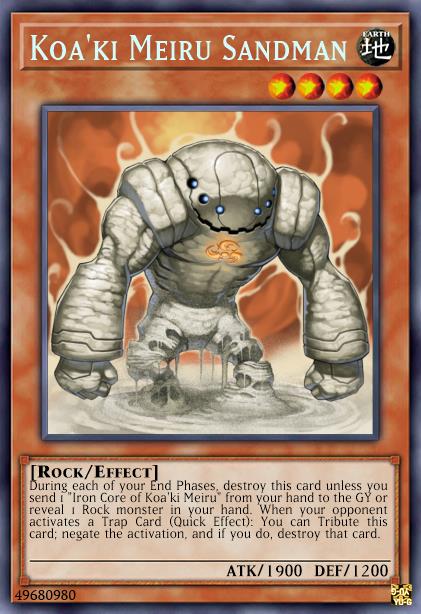 Koa'ki Meiru Sandman
EARTH
地
[Rock/Effect]
During each of your End Phases, destroy this card unless you
send 1 "Iron Core of Koa'ki Meiru" from your hand to the GY or
reveal 1 Rock monster in your hand. When your opponent
activates a Trap Card (Quick Effect): You can Tribute this
card; negate the activation, and if you do, destroy that card.
ATK/1900 DEF/1200
49680980